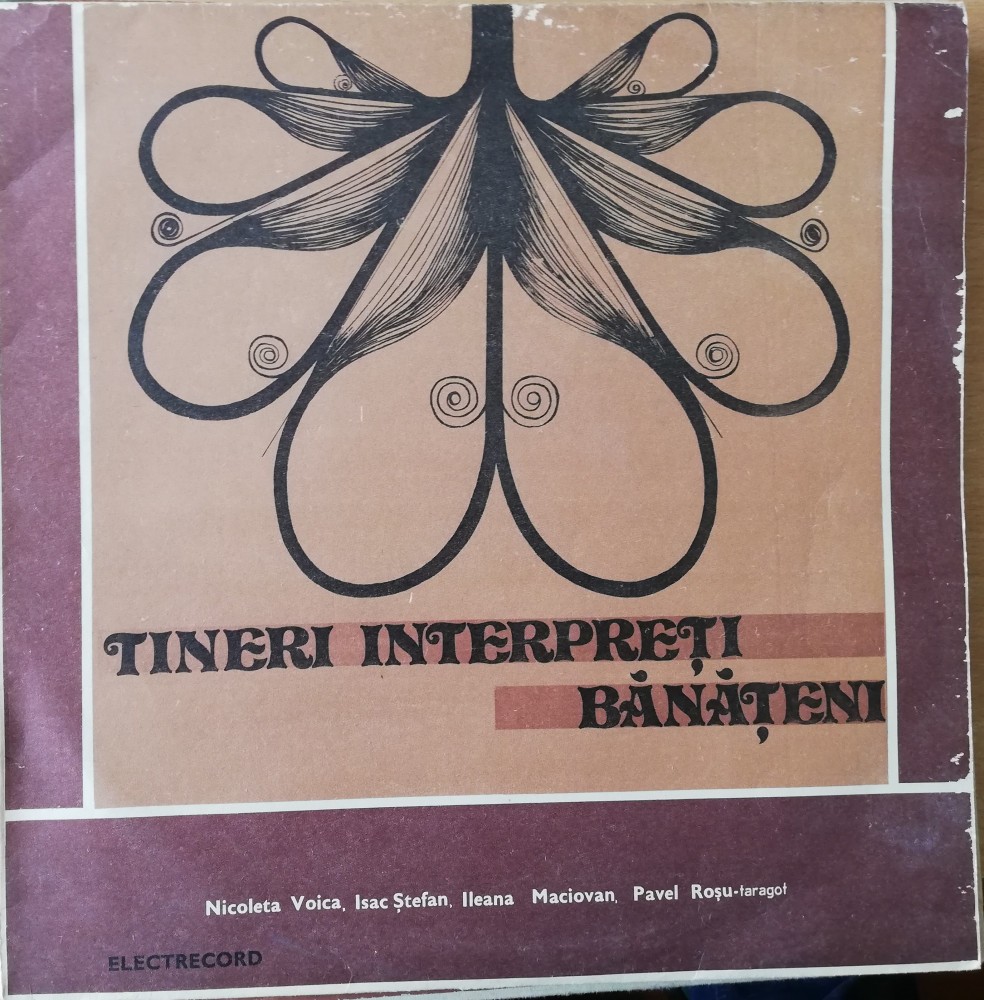 TINERI INTERPREȚI
BĂNĂȚENI
Nicoleta Voica, Isac Ștefan, Ileana Maciovan, Pavel Roșu-taragot
ELECTRECORD